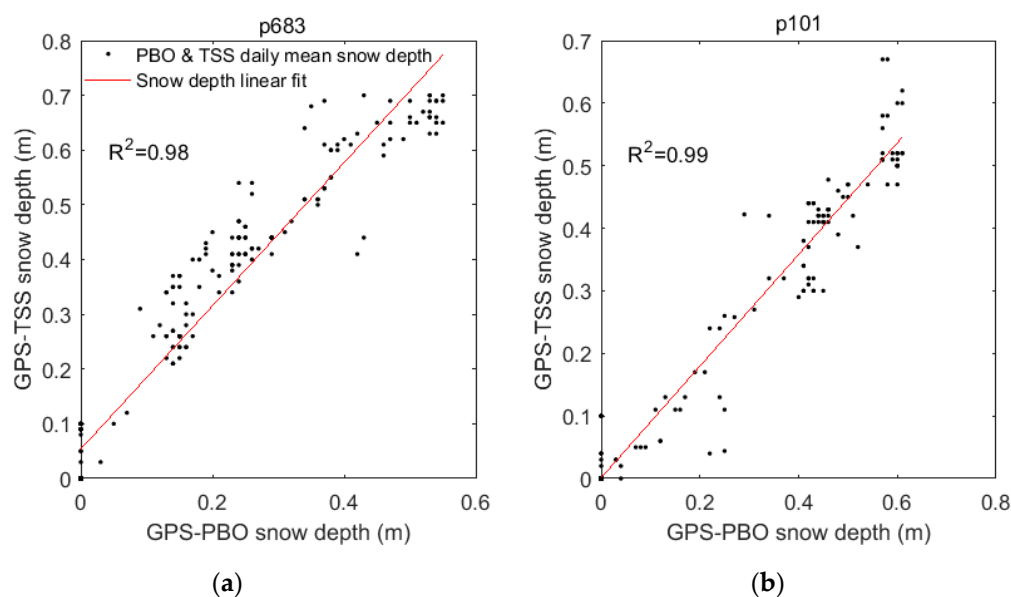 p683
0.8
0.7
0.6
0.5
0.4
0.3
0.2
0.1
0
GPS-TSS snow depth (m)
PBO & TSS daily mean snow depth
Snow depth linear fit
R²=0.98
0 0.2 0.4 0.6
GPS-PBO snow depth (m)
(a)
p101
0.7
0.6
0.5
0.4
0.3
0.2
0.1
0
GPS-TSS snow depth (m)
R²=0.99
0 0.2 0.4 0.6 0.8
GPS-PBO snow depth (m)
(b)